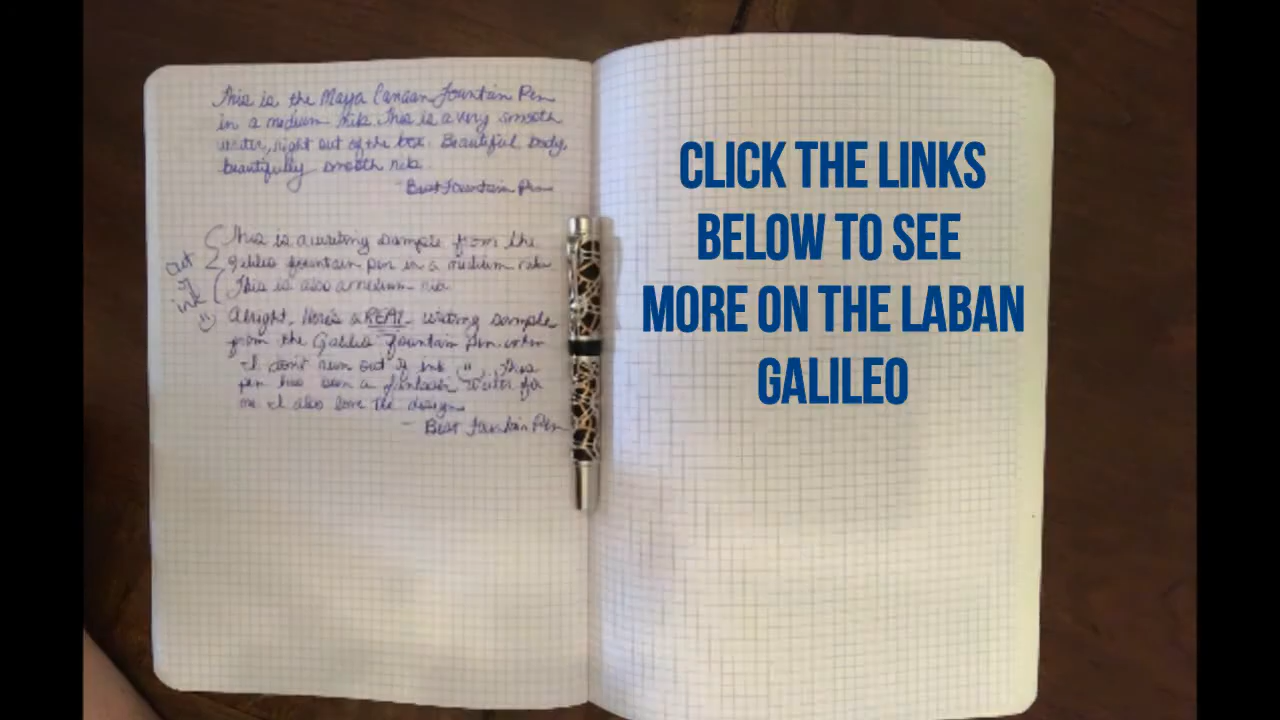 This is the Maya Canaan Fountain Pen
in a medium nib. This is a very smooth
writer, right out of the box. Beautiful body,
beautifully smooth nib.
- Best Fountain Pen
This is a writing sample from the
Galileo fountain pen in a medium nib.
This is also a medium nib.
out of ink
Alright, Here's a REAL writing sample
from the Galileo fountain pen when
I don't run out of ink. This
pen has been a fantastic writer for
me. I also love the design.
- Best Fountain Pen
CLICK THE LINKS
BELOW TO SEE
MORE ON THE LABAN
GALILEO